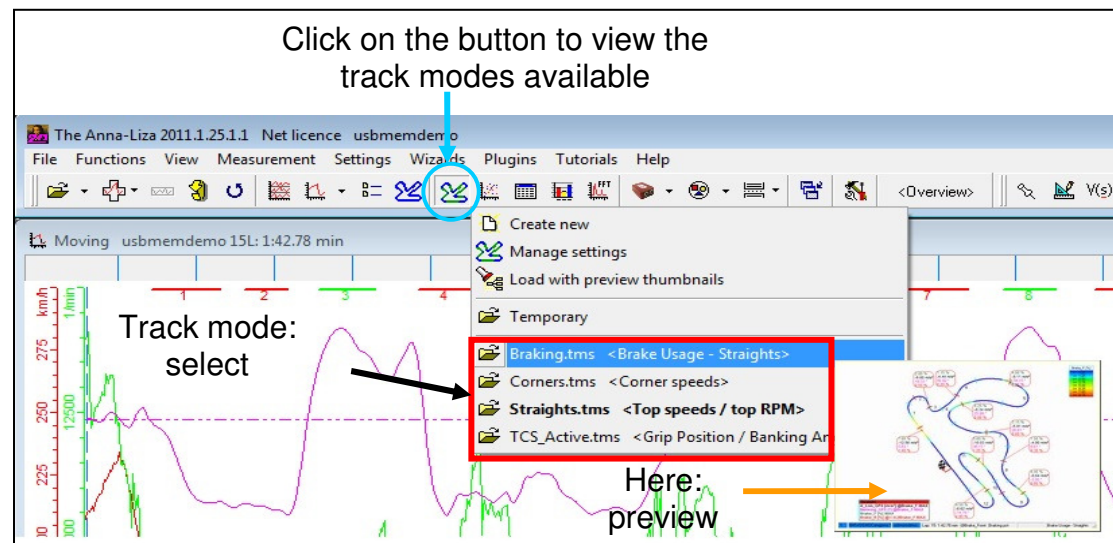 Click on the button to view the
track modes available
The Anna-Liza 2011.1.25.1.1 Net licence usbmemdemo
File Functions View Measurement Settings Wizards Plugins Tutorials Help
<Overview> V(s)
Moving usbmemdemo 15L: 1:42.78 min
Create new
Manage settings
Load with preview thumbnails
Temporary
km/h 1/min 1 2 3 4 7 8
Track mode:
select
275
250 12500
225
Braking.tms <Brake Usage - Straights>
Corners.tms <Corner speeds>
Straights.tms <Top speeds / top RPM>
TCS_Active.tms <Grip Position / Banking An
Here:
preview